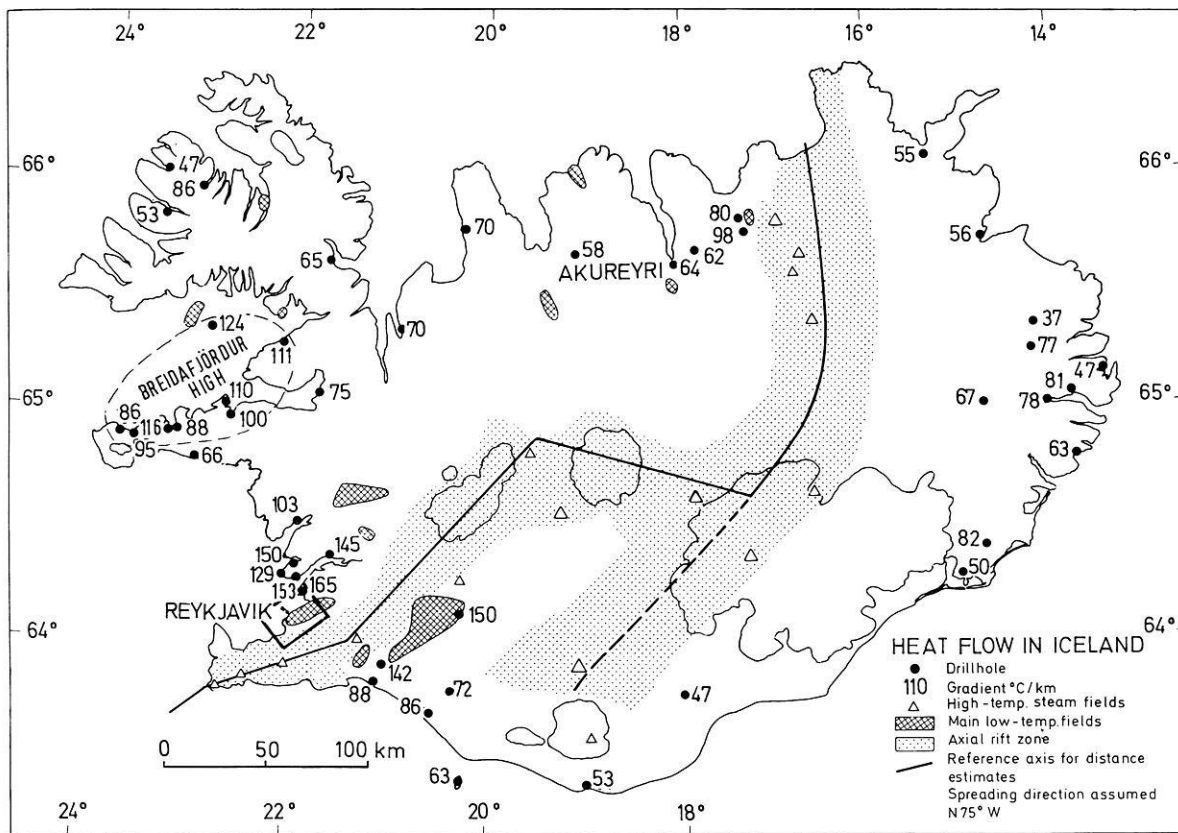 24° 22° 20° 18° 16° 14°
66° 66°
65° 65°
64° 64°
47
86
53
65
70
70
58
AKUREYRI
64
62
80
98
55
56
37
77
47
81
78
67
63
82
50
124
111
BREIDAFJÖRDUR
HIGH
110
100
75
86
116
88
95
66
103
150
145
129
153
165
REYKJAVIK
150
142
88
72
86
63
47
53
0 50 100 km
HEAT FLOW IN ICELAND
Drillhole
110 Gradient °C/km
High-temp. steam fields
Main low-temp. fields
Axial rift zone
Reference axis for distance
estimates
Spreading direction assumed
N 75° W
24° 22° 20° 18°